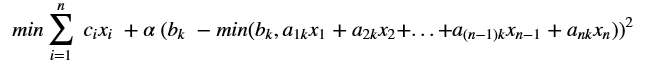 min ∑_{i=1}^{n} c_i x_i + α (b_k − min(b_k, a_{1k}x_1 + a_{2k}x_2+…+a_{(n−1)k}x_{n−1} + a_{nk}x_n))^2